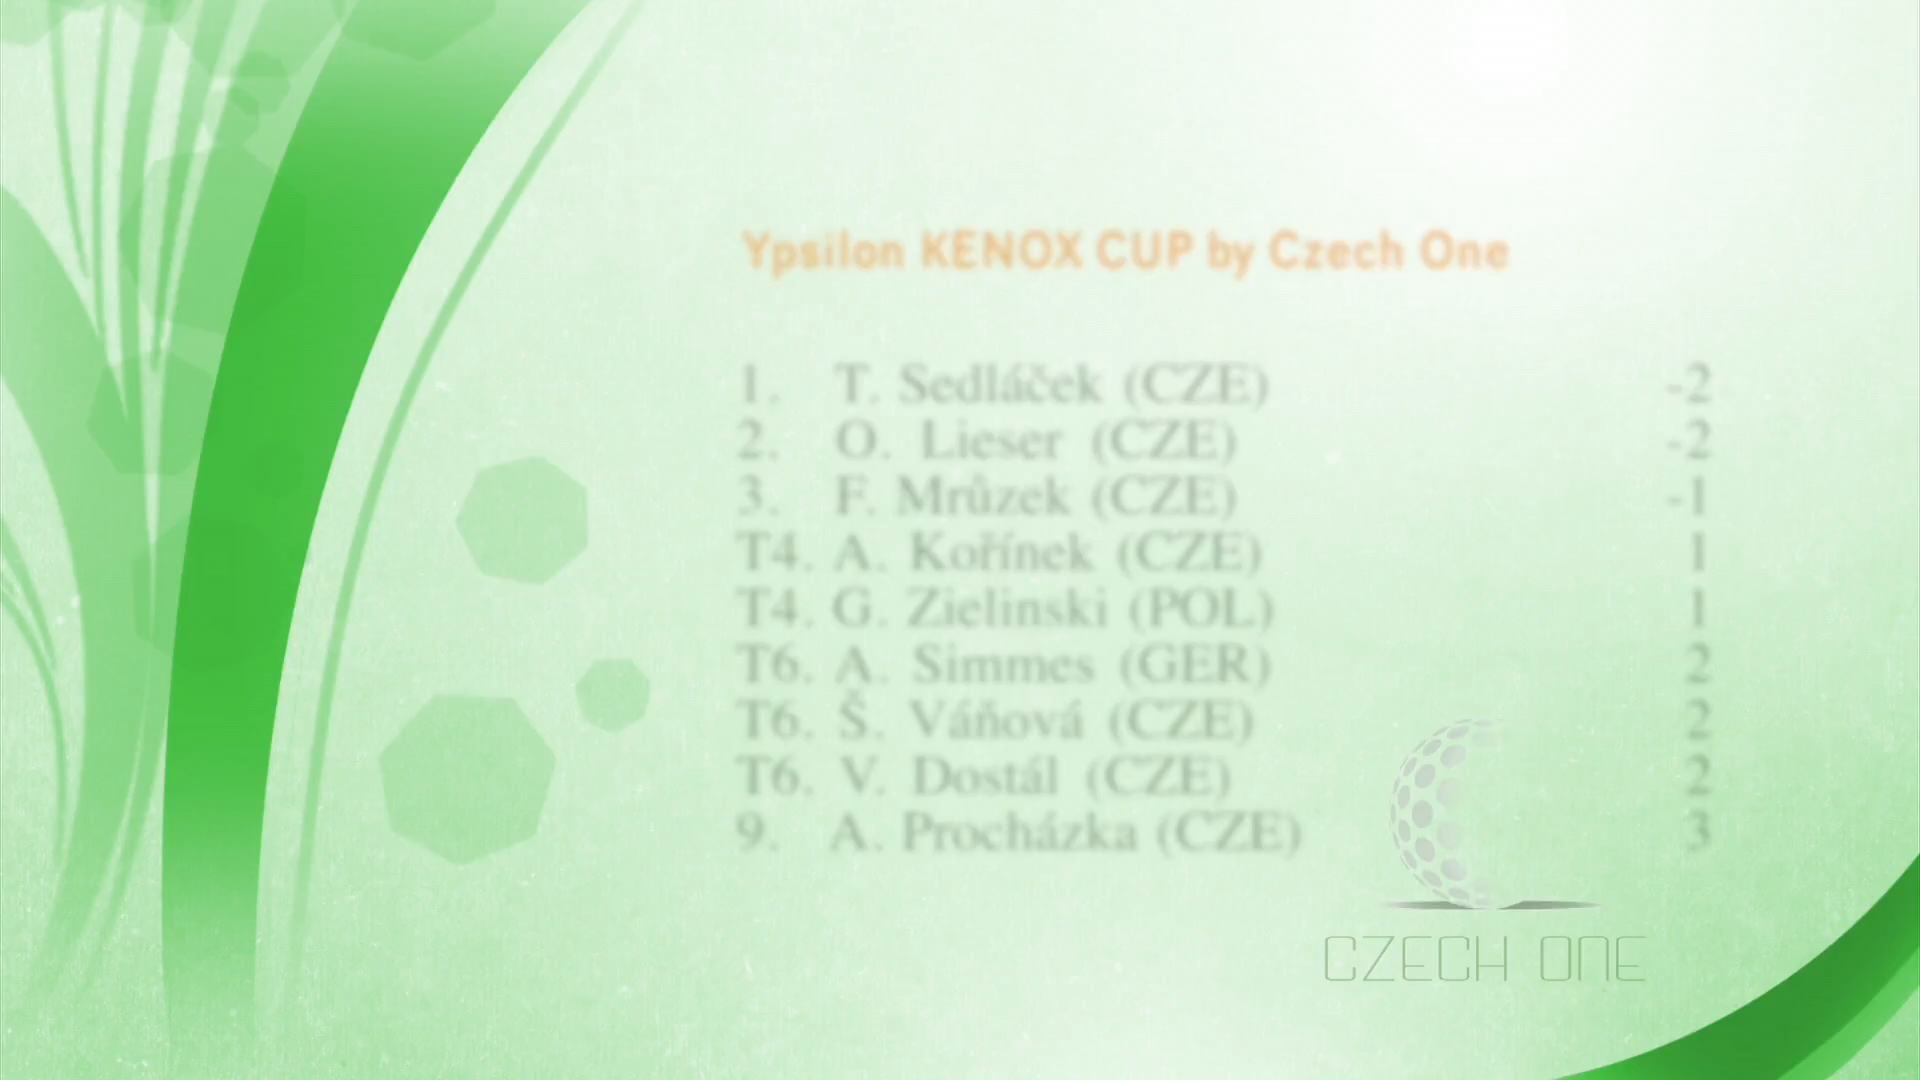 Ypsilon KENOX CUP by Czech One
1. T. Sedláček (CZE) -2
2. O. Lieser (CZE) -2
3. F. Mrůzek (CZE) -1
T4. A. Kořínek (CZE) 1
T4. G. Zielinski (POL) 1
T6. A. Simmes (GER) 2
T6. Š. Váňová (CZE) 2
T6. V. Dostál (CZE) 2
9. A. Procházka (CZE) 3
CZECH ONE